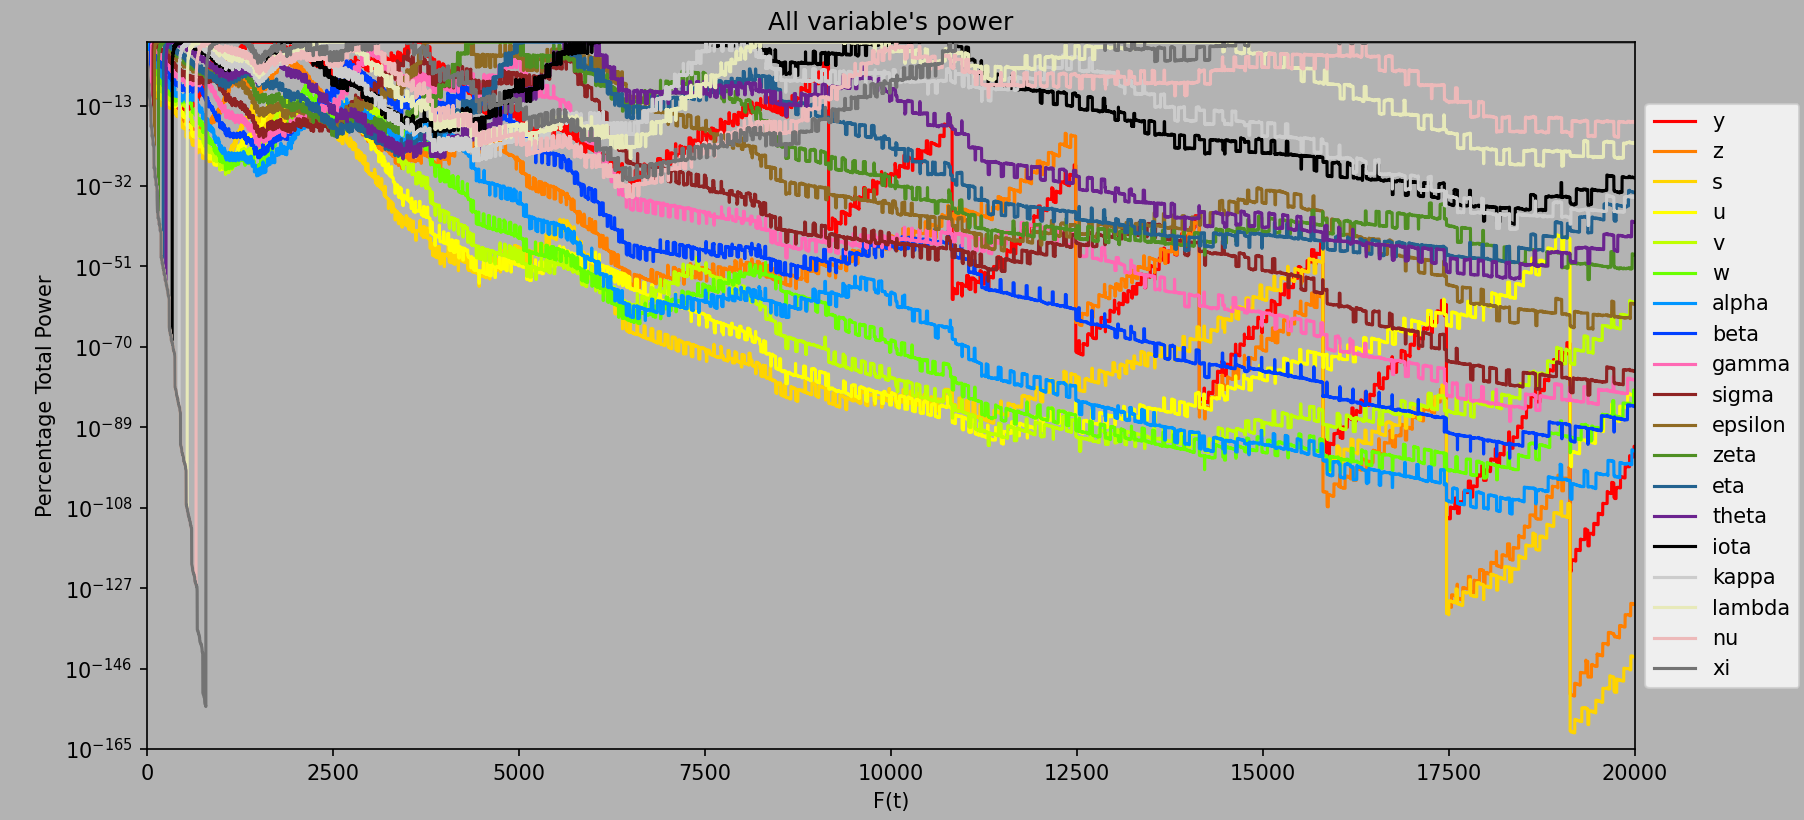 All variable's power
Percentage Total Power
10⁻¹³
10⁻³²
10⁻⁵¹
10⁻⁷⁰
10⁻⁸⁹
10⁻¹⁰⁸
10⁻¹²⁷
10⁻¹⁴⁶
10⁻¹⁶⁵
0 2500 5000 7500 10000 12500 15000 17500 20000
F(t)
y
z
s
u
v
w
alpha
beta
gamma
sigma
epsilon
zeta
eta
theta
iota
kappa
lambda
nu
xi